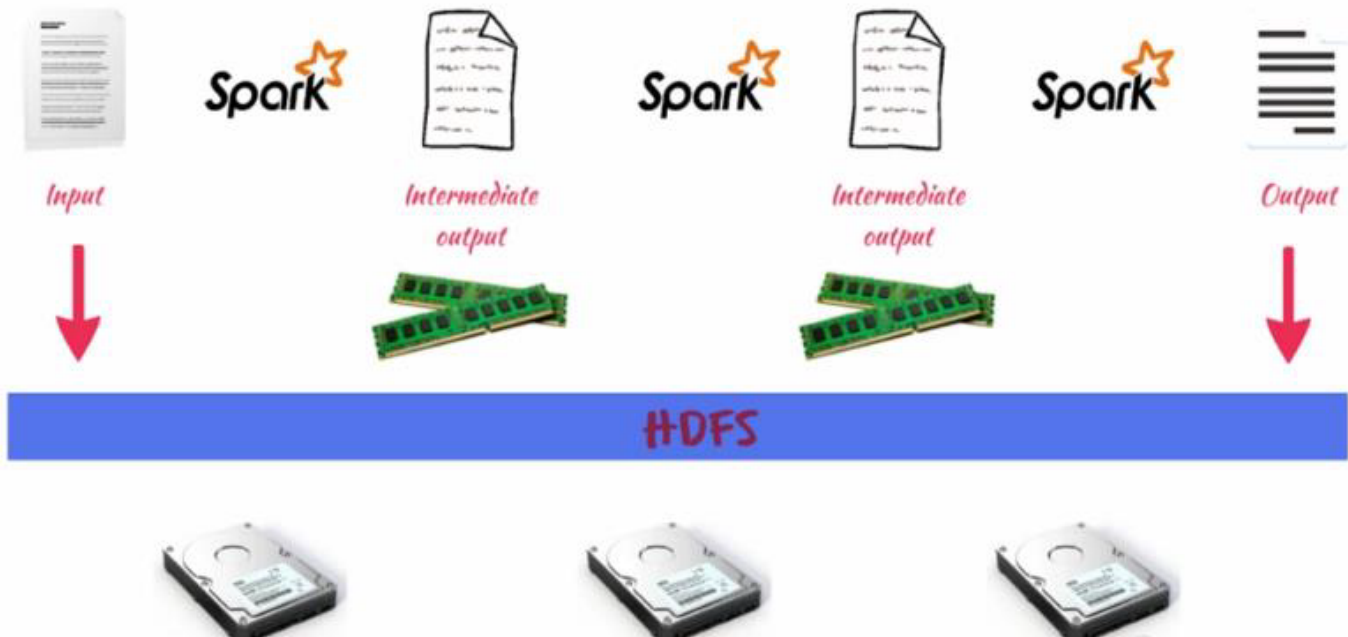 Spark
Spark
Spark
Input
Intermediate
output
Intermediate
output
Output
HDFS